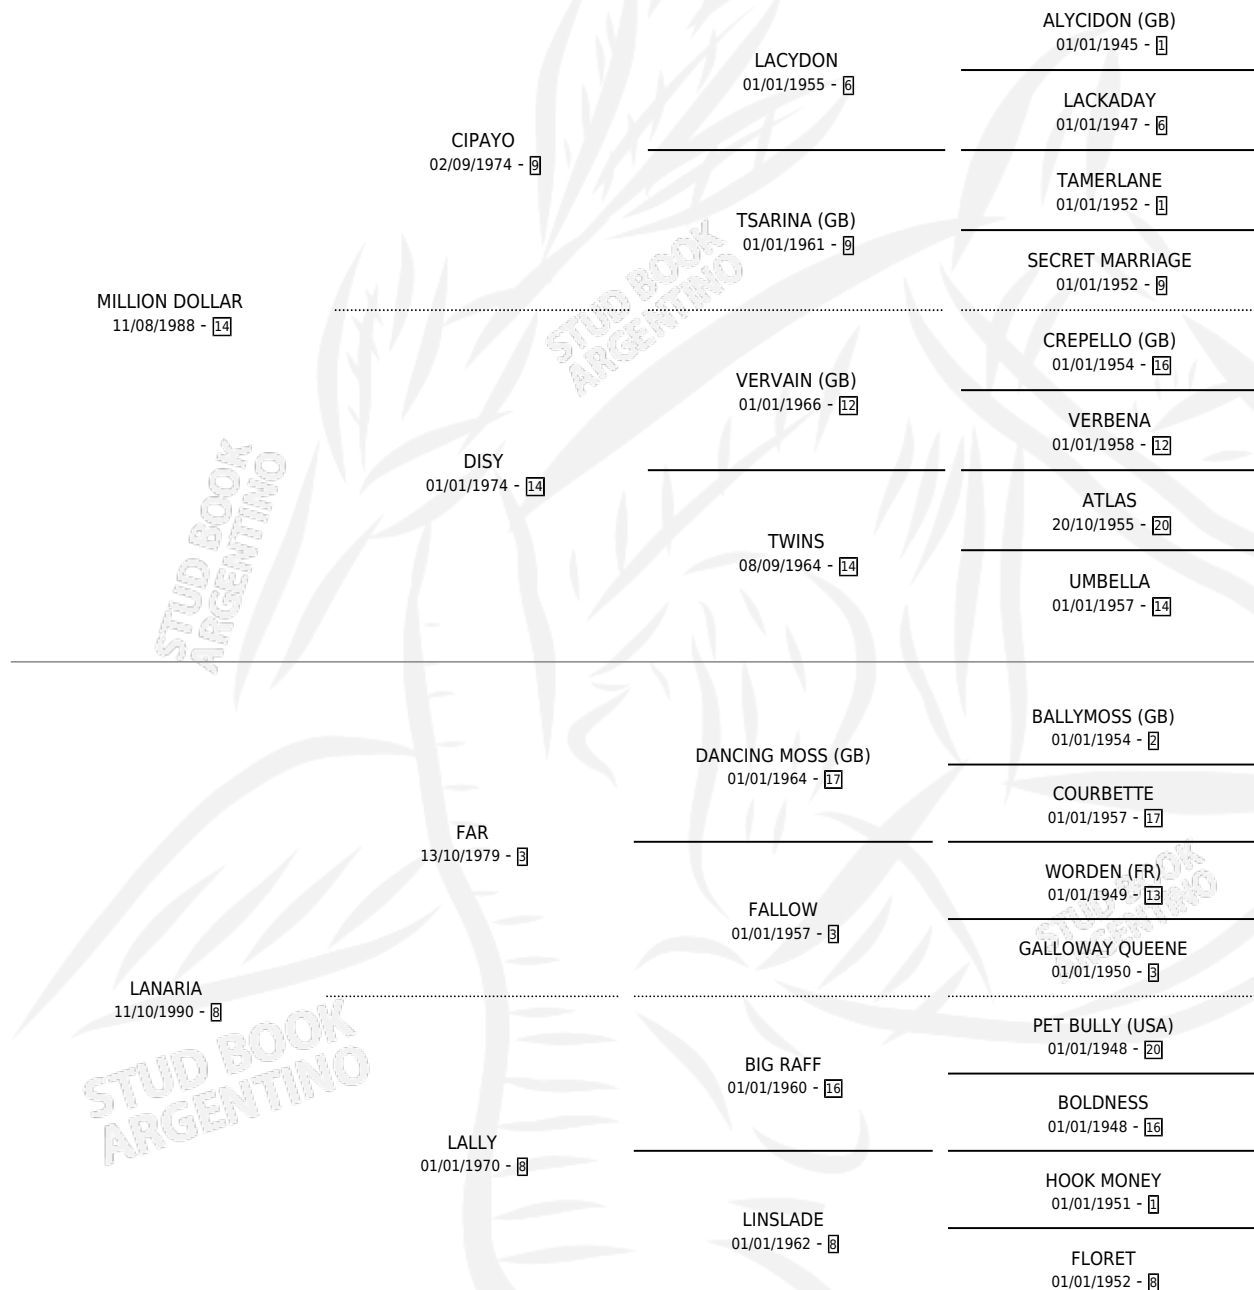 ALYCIDON (GB)
01/01/1945 - 1
LACYDON
01/01/1955 - 6
LACKADAY
01/01/1947 - 6
CIPAYO
02/09/1974 - 9
TAMERLANE
01/01/1952 - 1
TSARINA (GB)
01/01/1961 - 9
SECRET MARRIAGE
01/01/1952 - 9
MILLION DOLLAR
11/08/1988 - 14
STUD BOOK
ARGENTINO
CREPELLO (GB)
01/01/1954 - 16
VERVAIN (GB)
01/01/1966 - 12
VERBENA
01/01/1958 - 12
DISY
01/01/1974 - 14
ATLAS
20/10/1955 - 20
TWINS
08/09/1964 - 14
UMBELLA
01/01/1957 - 14
STUD BOOK
ARGENTINO
BALLYMOSS (GB)
01/01/1954 - 2
DANCING MOSS (GB)
01/01/1964 - 17
COURBETTE
01/01/1957 - 17
FAR
13/10/1979 - 3
WORDEN (FR)
01/01/1949 - 13
FALLOW
01/01/1957 - 3
GALLOWAY QUEENE
01/01/1950 - 3
STUD BOOK
ARGENTINO
LANARIA
11/10/1990 - 8
PET BULLY (USA)
01/01/1948 - 20
BIG RAFF
01/01/1960 - 16
BOLDNESS
01/01/1948 - 16
STUD BOOK
ARGENTINO
LALLY
01/01/1970 - 8
HOOK MONEY
01/01/1951 - 1
LINSLADE
01/01/1962 - 8
FLORET
01/01/1952 - 8